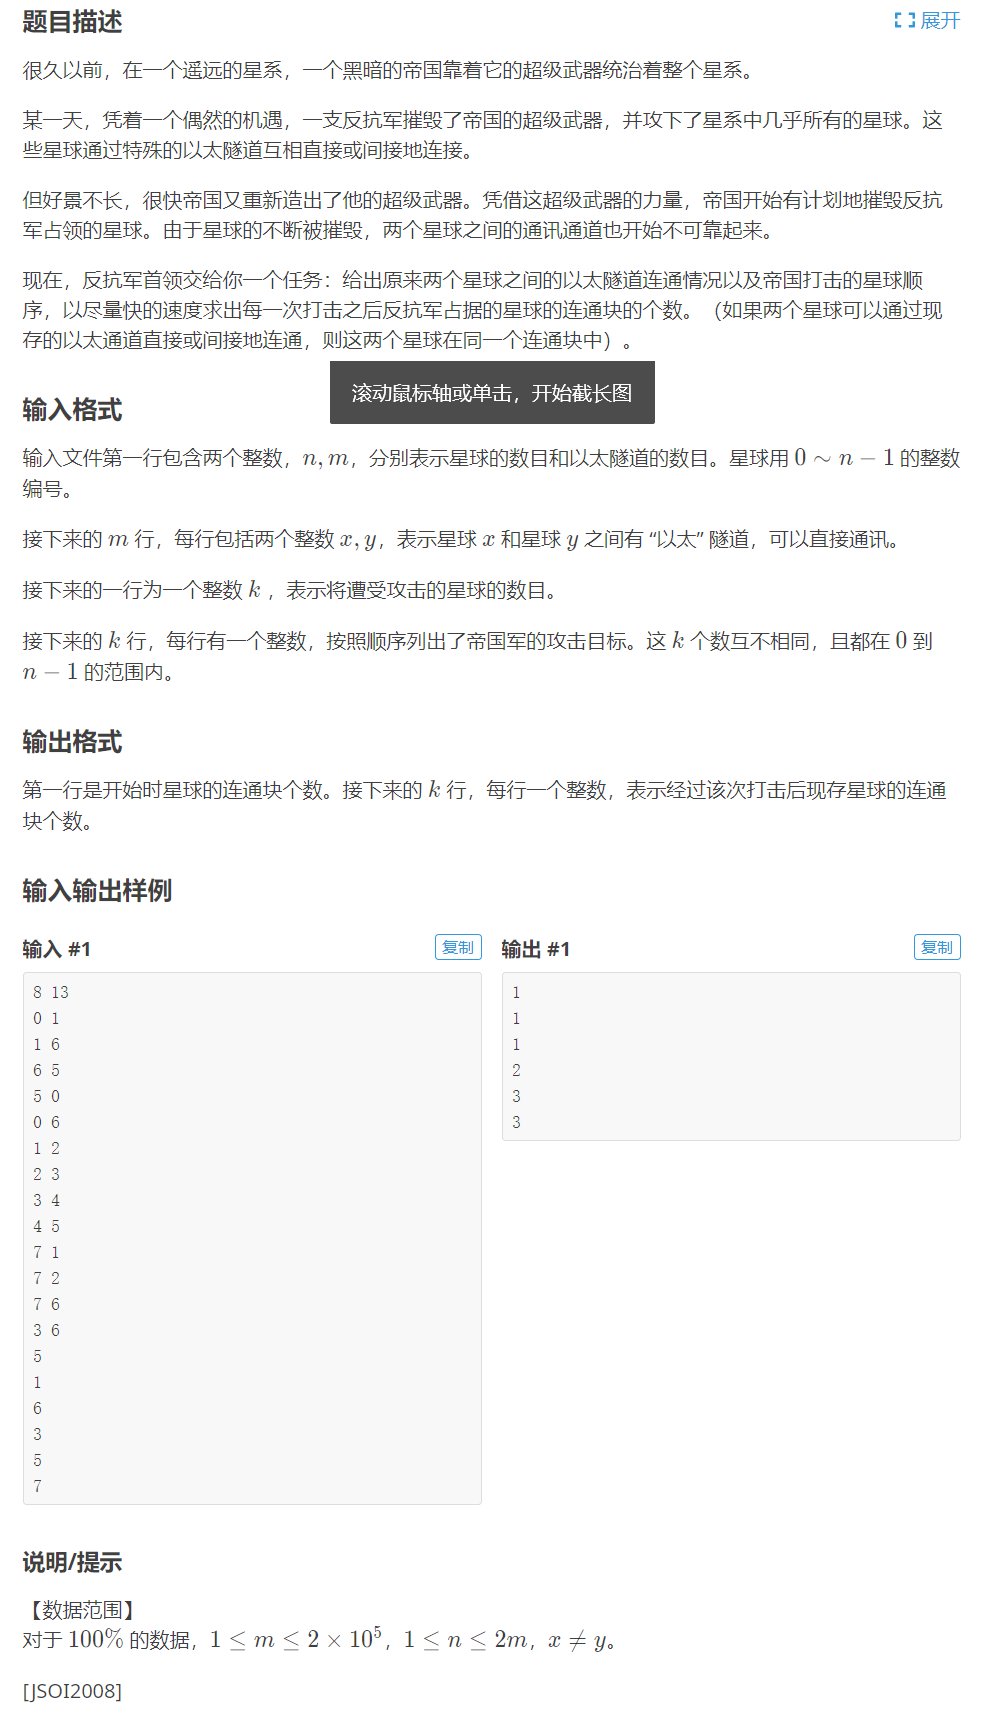 题目描述
展开
很久以前，在一个遥远的星系，一个黑暗的帝国靠着它的超级武器统治着整个星系。
某一天，凭着一个偶然的机遇，一支反抗军摧毁了帝国的超级武器，并攻下了星系中几乎所有的星球。这
些星球通过特殊的以太隧道互相直接或间接地连接。
但好景不长，很快帝国又重新造出了他的超级武器。凭借这超级武器的力量，帝国开始有计划地摧毁反抗
军占领的星球。由于星球的不断被摧毁，两个星球之间的通讯通道也开始不可靠起来。
现在，反抗军首领交给你一个任务：给出原来两个星球之间的以太隧道连通情况以及帝国打击的星球顺
序，以尽量快的速度求出每一次打击之后反抗军占据的星球的连通块的个数。（如果两个星球可以通过现
存的以太通道直接或间接地连通，则这两个星球在同一个连通块中）。
滚动鼠标轴或单击，开始截长图
输入格式
输入文件第一行包含两个整数，n, m，分别表示星球的数目和以太隧道的数目。星球用 0 ∼ n − 1 的整数
编号。
接下来的 m 行，每行包括两个整数 x, y，表示星球 x 和星球 y 之间有 “以太” 隧道，可以直接通讯。
接下来的一行为一个整数 k ，表示将遭受攻击的星球的数目。
接下来的 k 行，每行有一个整数，按照顺序列出了帝国军的攻击目标。这 k 个数互不相同，且都在 0 到
n − 1 的范围内。
输出格式
第一行是开始时星球的连通块个数。接下来的 k 行，每行一个整数，表示经过该次打击后现存星球的连通
块个数。
输入输出样例
输入 #1
复制
8 13
0 1
1 6
6 5
5 0
0 6
1 2
2 3
3 4
4 5
7 1
7 2
7 6
3 6
5
1
6
3
5
7
输出 #1
复制
1
1
1
2
3
3
说明/提示
【数据范围】
对于 100% 的数据，1 ≤ m ≤ 2 × 10⁵，1 ≤ n ≤ 2m，x ≠ y。
[JSOI2008]